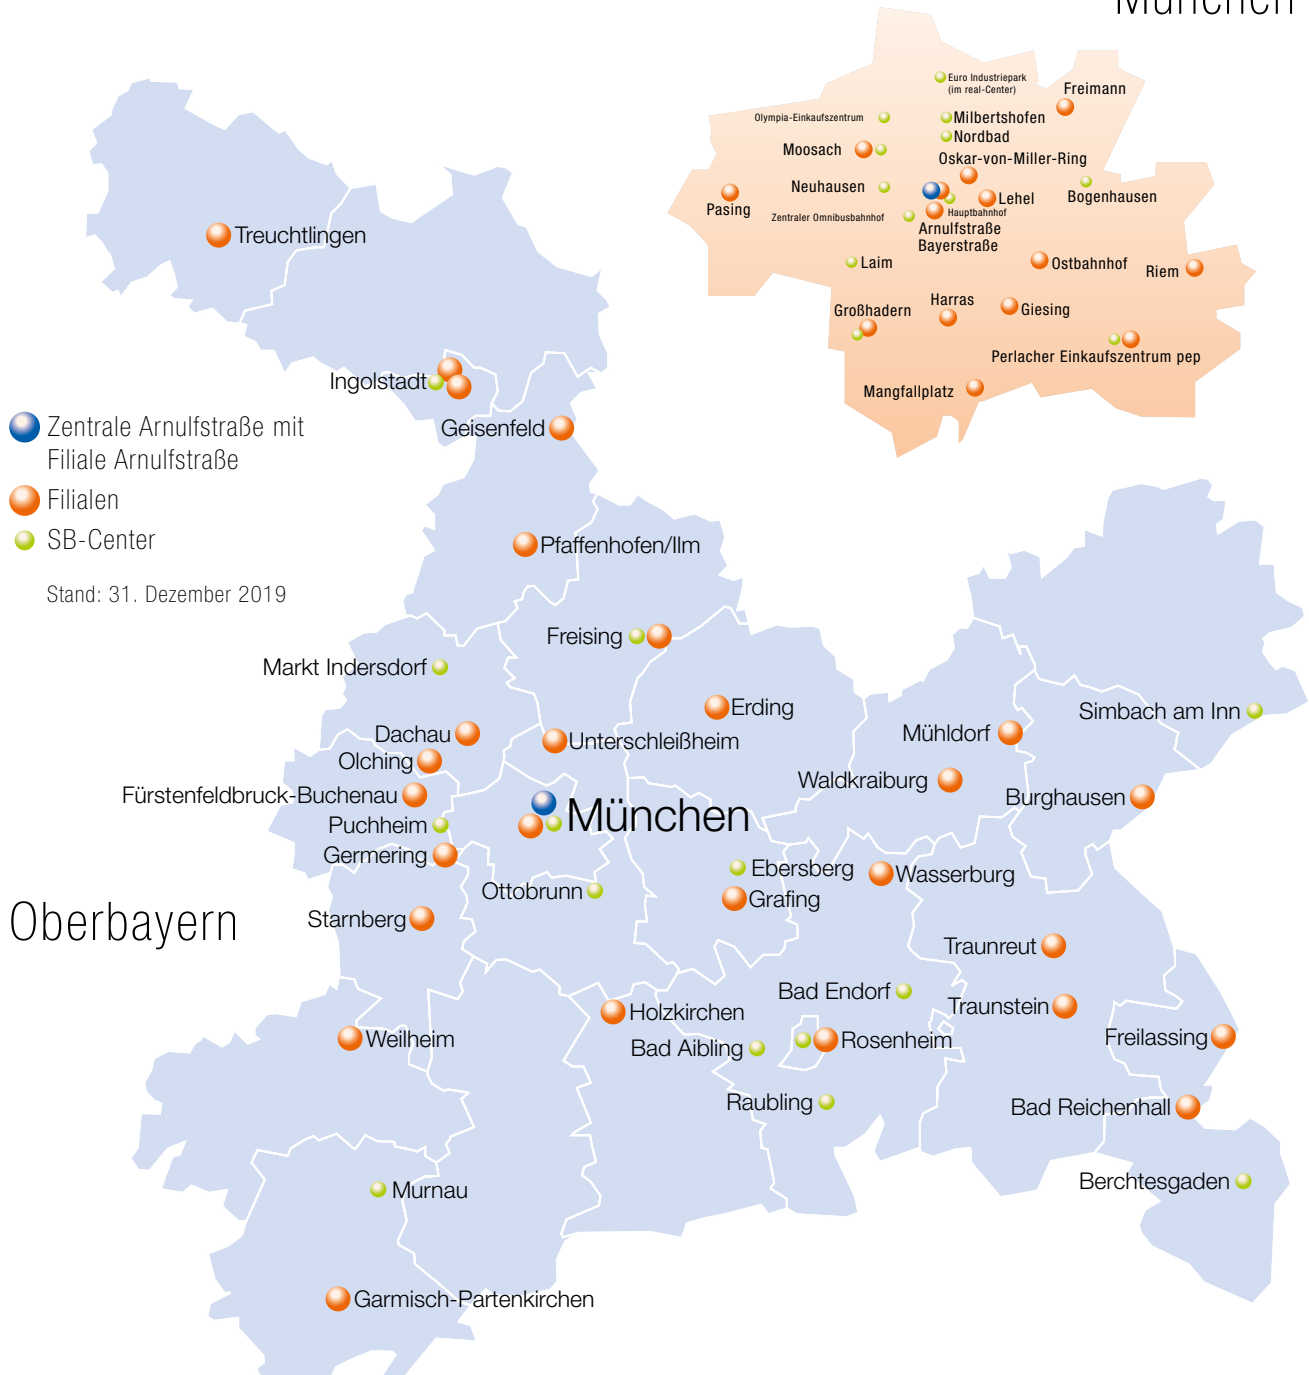 München
Euro Industriepark
(im real-Center)
Freimann
Olympia-Einkaufszentrum
Milbertshofen
Nordbad
Moosach
Oskar-von-Miller-Ring
Neuhausen
Bogenhausen
Lehel
Pasing
Zentraler Omnibusbahnhof
Hauptbahnhof
Arnulfstraße
Bayerstraße
Laim
Ostbahnhof
Riem
Großhadern
Harras
Giesing
Perlacher Einkaufszentrum pep
Mangfallplatz
Treuchtlingen
Ingolstadt
Geisenfeld
Zentrale Arnulfstraße mit
Filiale Arnulfstraße
Filialen
SB-Center
Stand: 31. Dezember 2019
Pfaffenhofen/Ilm
Freising
Markt Indersdorf
Erding
Simbach am Inn
Dachau
Unterschleißheim
Mühldorf
Olching
Waldkraiburg
Fürstenfeldbruck-Buchenau
Burghausen
München
Puchheim
Germering
Ebersberg
Wasserburg
Ottobrunn
Grafing
Oberbayern
Starnberg
Traunreut
Bad Endorf
Traunstein
Holzkirchen
Weilheim
Bad Aibling
Rosenheim
Freilassing
Raubling
Bad Reichenhall
Murnau
Berchtesgaden
Garmisch-Partenkirchen